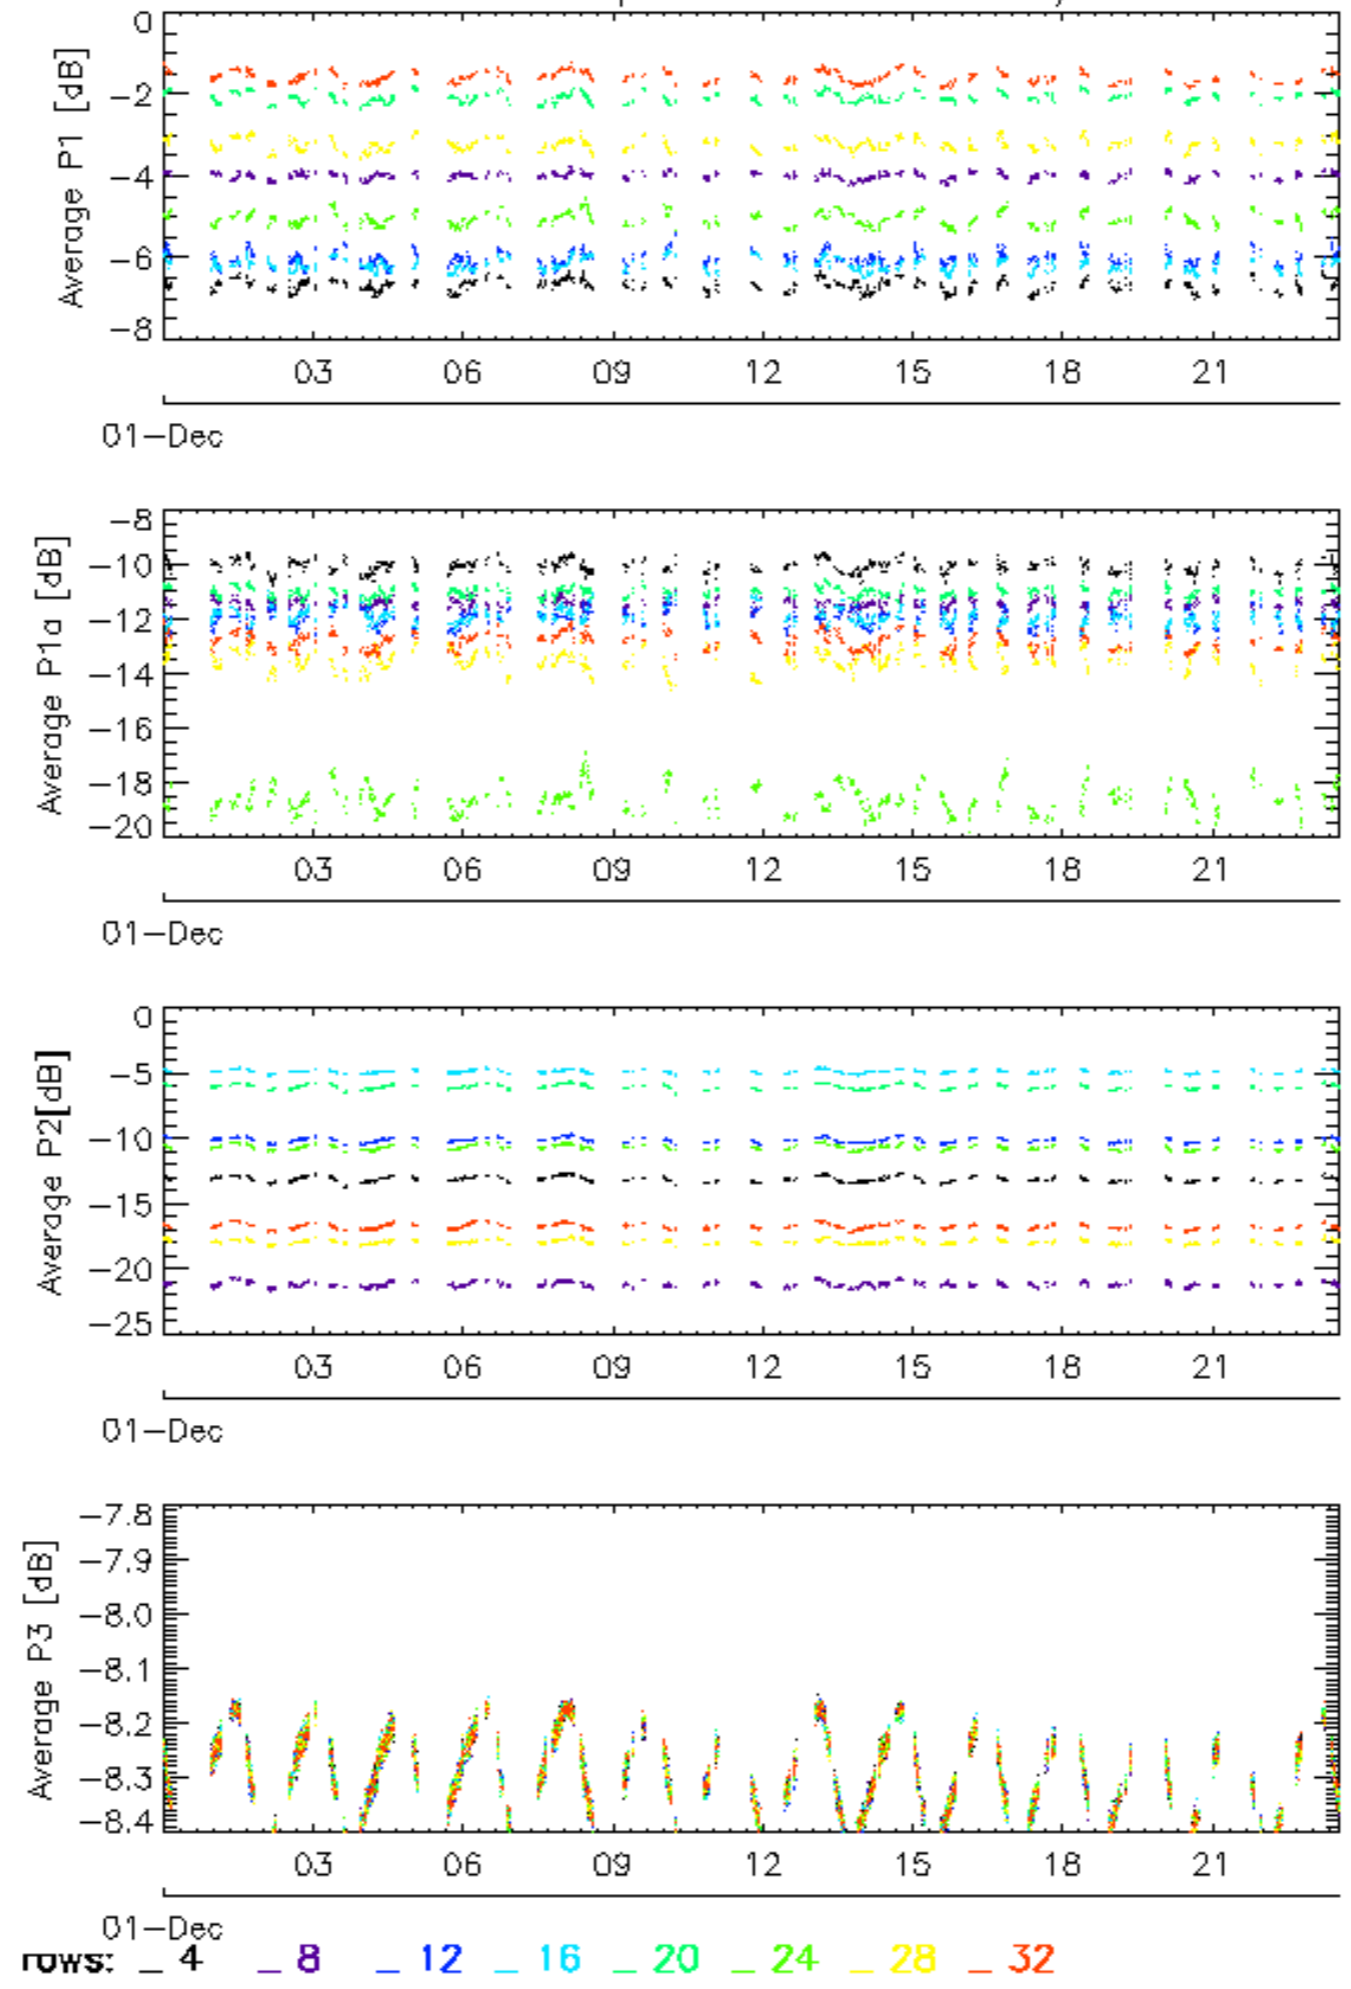 0
-2
-4
-6
-8
Average P1 [dB]
03 06 09 12 15 18 21
01-Dec
-8
-10
-12
-14
-16
-18
-20
Average P1a [dB]
03 06 09 12 15 18 21
01-Dec
0
-5
-10
-15
-20
-25
Average P2[dB]
03 06 09 12 15 18 21
01-Dec
-7.8
-7.9
-8.0
-8.1
-8.2
-8.3
-8.4
Average P3 [dB]
03 06 09 12 15 18 21
01-Dec
rows: _ 4 _ 8 _ 12 _ 16 _ 20 _ 24 _ 28 _ 32